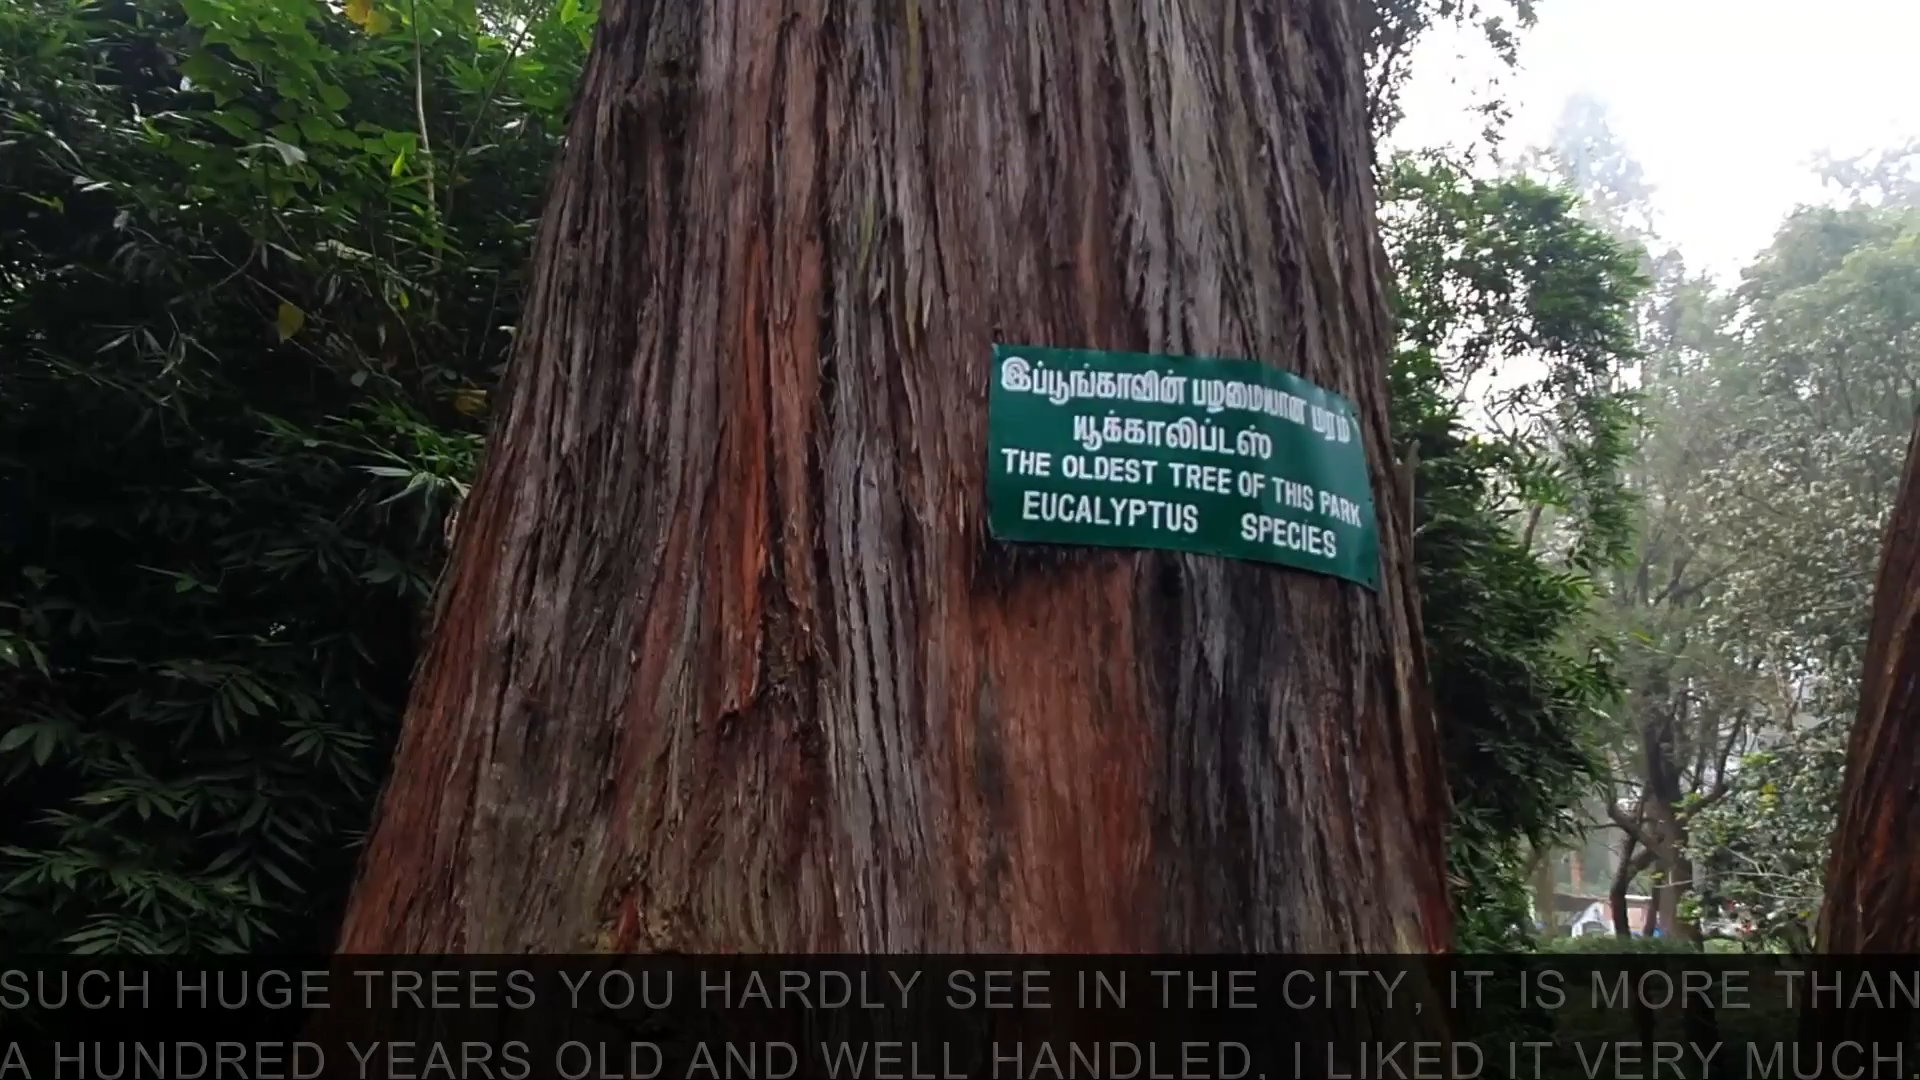 இப்பூங்காவின் பழமையான மரம்
யூக்காலிப்டஸ்
THE OLDEST TREE OF THIS PARK
EUCALYPTUS SPECIES
SUCH HUGE TREES YOU HARDLY SEE IN THE CITY, IT IS MORE THAN
A HUNDRED YEARS OLD AND WELL HANDLED, I LIKED IT VERY MUCH.